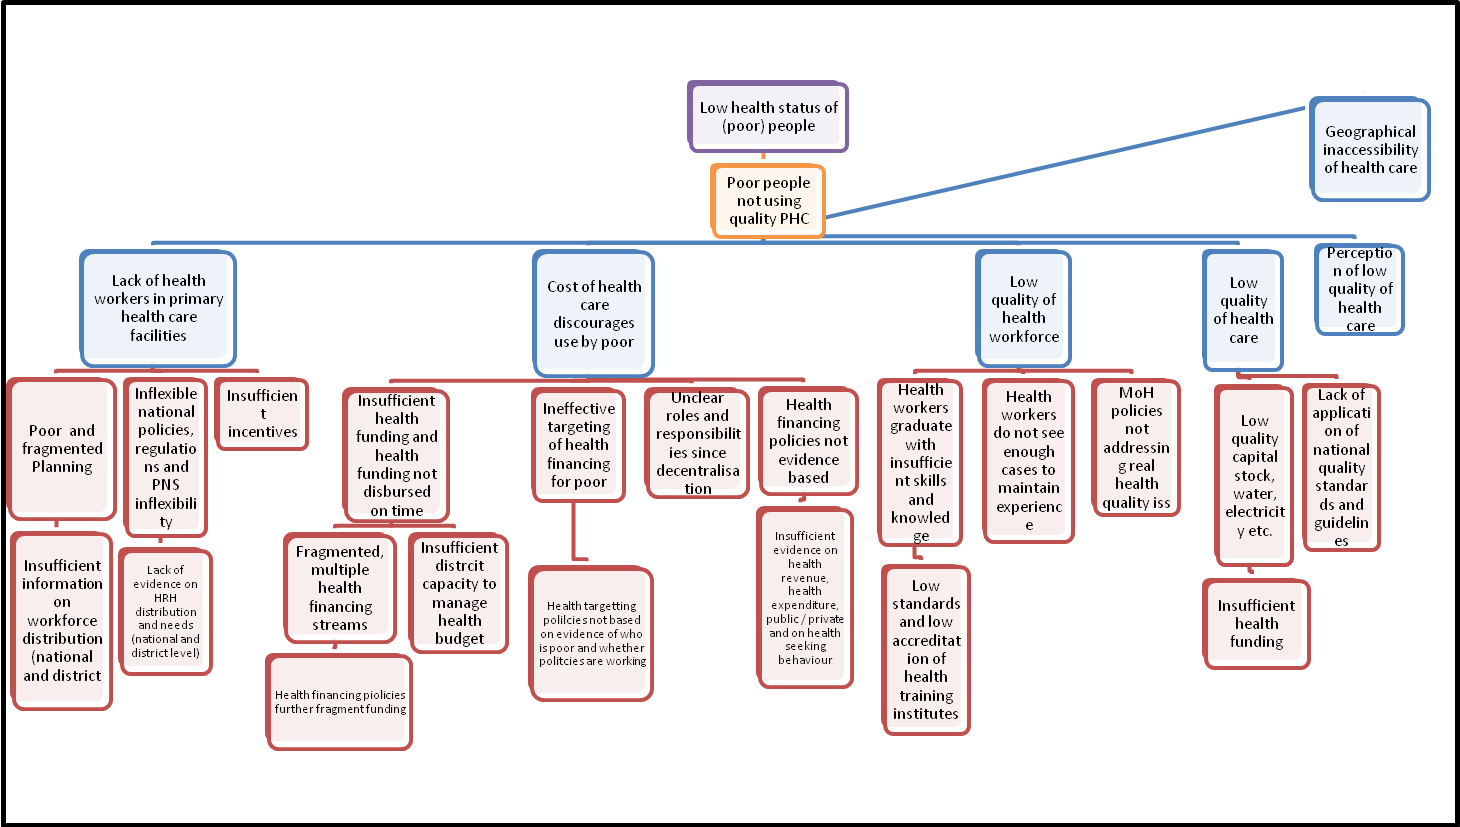 Low health status of
(poor) people
Geographical
inaccessibility
of health care
Poor people
not using
quality PHC
Lack of health
workers in primary
health care
facilities
Cost of health
care
discourages
use by poor
Low
quality of
health
workforce
Low
quality
of health
care
Perceptio
n of low
quality of
health
care
Poor and
fragmented
Planning
Inflexible
national
policies,
regulatio
ns and
PNS
inflexibili
ty
Insufficien
t
incentives
Insufficient
health
funding and
health
funding not
disbursed
on time
Ineffective
targeting
of health
financing
for poor
Unclear
roles and
responsibilit
ies since
decentralisa
tion
Health
financing
policies not
evidence
based
Health
workers
graduate
with
insufficie
nt skills
and
knowled
ge
Health
workers
do not see
enough
cases to
maintain
experienc
e
MoH
policies
not
addressin
g real
health
quality iss
Low
quality
capital
stock,
water,
electricit
y etc.
Lack of
applicati
on of
national
quality
standar
ds and
guidelin
es
Insufficient
information
on
workforce
distribution
(national
and district
Lack of
evidence on
HRH
distribution
and needs
(national and
district level)
Fragmented,
multiple
health
financing
streams
Insufficient
distrcit
capacity to
manage
health
budget
Health financing piolicies
further fragment funding
Health targetting
polilcies not based
on evidence of who
is poor and whether
politcies are working
Insufficient
evidence on
health
revenue,
health
expenditure,
public / private
and on health
seeking
behaviour
Low
standards
and low
accreditat
ion of
health
training
institutes
Insufficient
health
funding